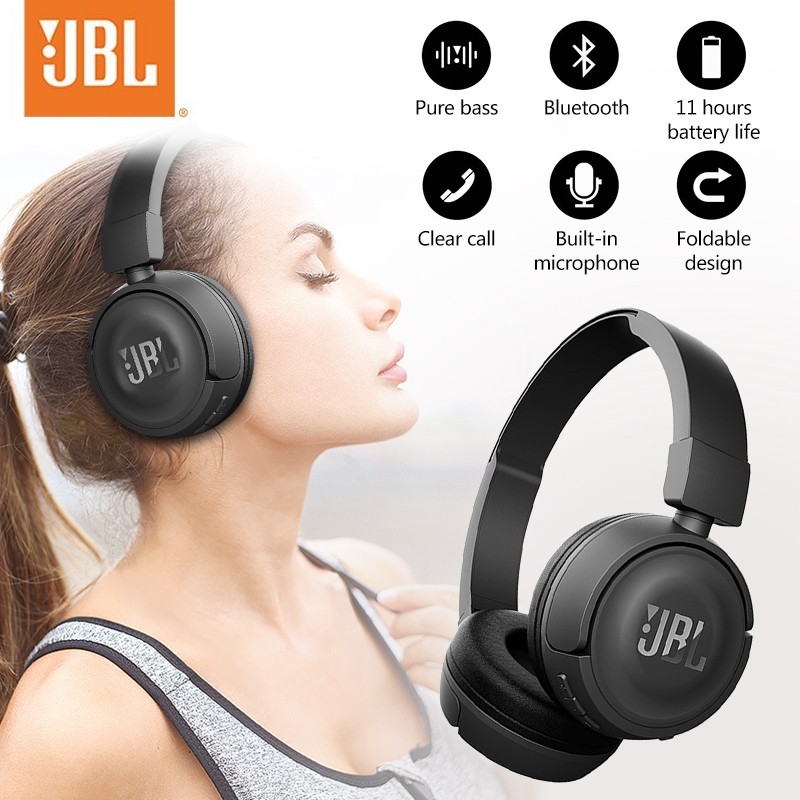 JBL
®
Pure bass
Bluetooth
11 hours
battery life
Clear call
Built-in
microphone
Foldable
design
JBL
JBL